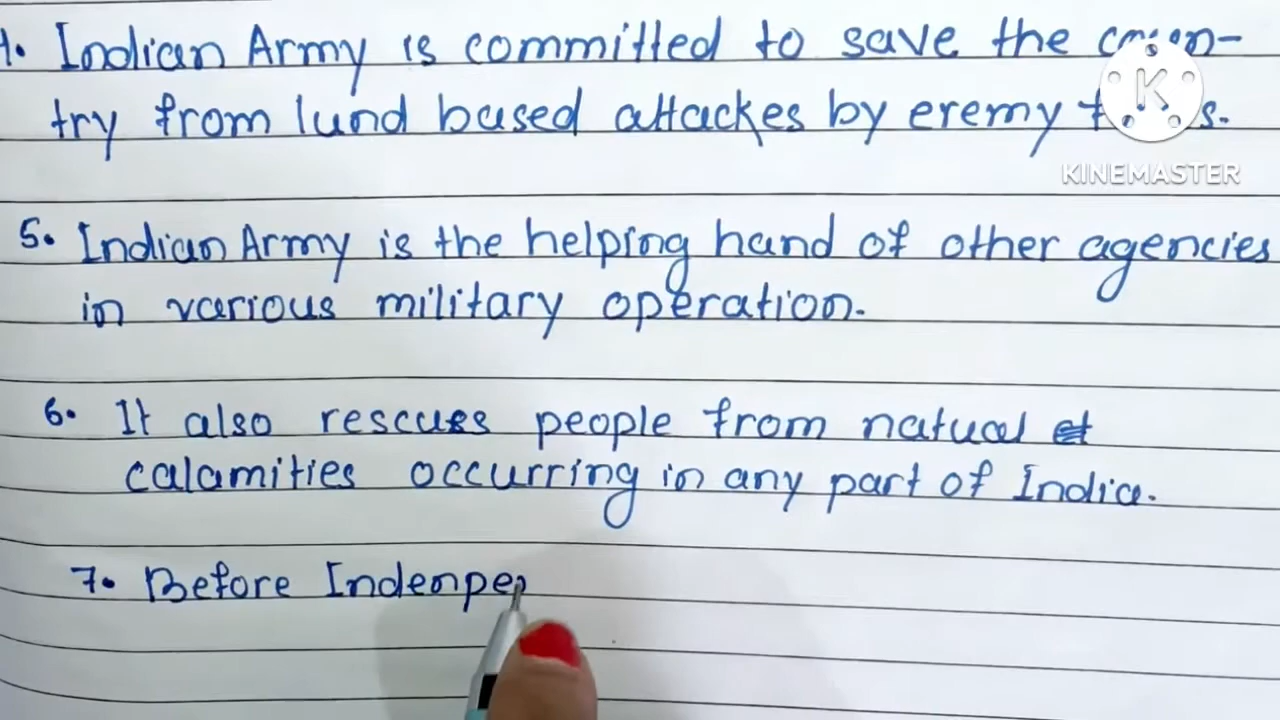 4. Indian Army is committed to save the coun-
try from lund based attackes by eremy
5. Indian Army is the helping hand of other agencies
in various military operation.
6. It also rescues people from natual
calamities occurring in any part of India.
7. Before Indenpen
K
KINEMASTER